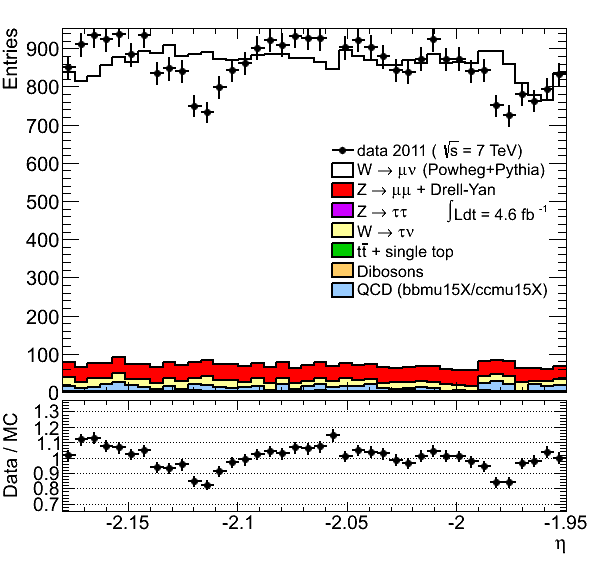 Entries
900
800
700
600
500
400
300
200
100
0
data 2011 ( √s = 7 TeV)
W → μν (Powheg+Pythia)
Z → μμ + Drell-Yan
Z → ττ
∫Ldt = 4.6 fb⁻¹
W → τν
tt̄ + single top
Dibosons
QCD (bbmu15X/ccmu15X)
Data / MC
1.3
1.2
1.1
1
0.9
0.8
0.7
-2.15
-2.1
-2.05
-2
-1.95
η